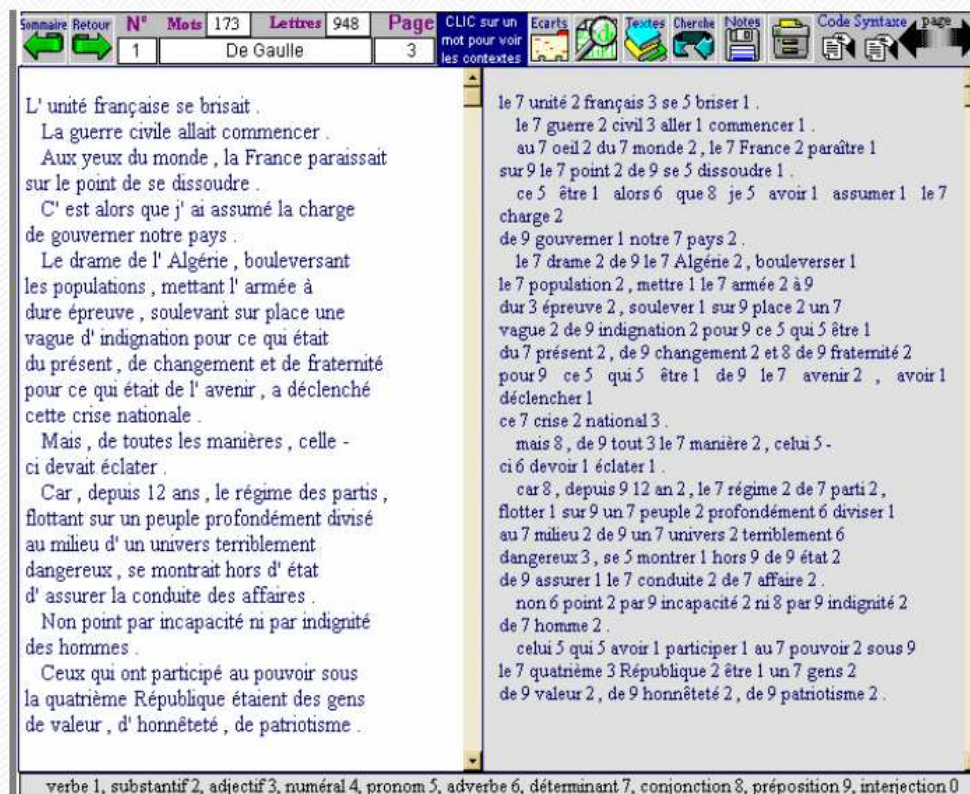 Sommaire Retour N° Mots 173 Lettres 948 Page CLIC sur un mot pour voir les contextes Ecarts Textes Cherche Notes Code Syntaxe page
1 De Gaulle 3
L' unité française se brisait .
La guerre civile allait commencer .
Aux yeux du monde , la France paraissait
sur le point de se dissoudre .
C' est alors que j' ai assumé la charge
de gouverner notre pays .
Le drame de l' Algérie , bouleversant
les populations , mettant l' armée à
dure épreuve , soulevant sur place une
vague d' indignation pour ce qui était
du présent , de changement et de fraternité
pour ce qui était de l' avenir , a déclenché
cette crise nationale .
Mais , de toutes les manières , celle -
ci devait éclater .
Car , depuis 12 ans , le régime des partis ,
flottant sur un peuple profondément divisé
au milieu d' un univers terriblement
dangereux , se montrait hors d' état
d' assurer la conduite des affaires .
Non point par incapacité ni par indignité
des hommes .
Ceux qui ont participé au pouvoir sous
la quatrième République étaient des gens
de valeur , d' honnêteté , de patriotisme .
le 7 unité 2 français 3 se 5 briser 1 .
le 7 guerre 2 civil 3 aller 1 commencer 1 .
au 7 oeil 2 du 7 monde 2 , le 7 France 2 paraître 1
sur 9 le 7 point 2 de 9 se 5 dissoudre 1 .
ce 5 être 1 alors 6 que 8 je 5 avoir 1 assumer 1 le 7
charge 2
de 9 gouverner 1 notre 7 pays 2 .
le 7 drame 2 de 9 le 7 Algérie 2 , bouleverser 1
le 7 population 2 , mettre 1 le 7 armée 2 à 9
dur 3 épreuve 2 , soulever 1 sur 9 place 2 un 7
vague 2 de 9 indignation 2 pour 9 ce 5 qui 5 être 1
du 7 présent 2 , de 9 changement 2 et 8 de 9 fraternité 2
pour 9 ce 5 qui 5 être 1 de 9 le 7 avenir 2 , avoir 1
déclencher 1
ce 7 crise 2 national 3 .
mais 8 , de 9 tout 3 le 7 manière 2 , celui 5 -
ci 6 devoir 1 éclater 1 .
car 8 , depuis 9 12 an 2 , le 7 régime 2 de 7 parti 2 ,
flotter 1 sur 9 un 7 peuple 2 profondément 6 diviser 1
au 7 milieu 2 de 9 un 7 univers 2 terriblement 6
dangereux 3 , se 5 montrer 1 hors 9 de 9 état 2
de 9 assurer 1 le 7 conduite 2 de 7 affaire 2 .
non 6 point 2 par 9 incapacité 2 ni 8 par 9 indignité 2
de 7 homme 2 .
celui 5 qui 5 avoir 1 participer 1 au 7 pouvoir 2 sous 9
le 7 quatrième 3 République 2 être 1 un 7 gens 2
de 9 valeur 2 , de 9 honnêteté 2 , de 9 patriotisme 2 .
verbe 1, substantif 2, adjectif 3, numéral 4, pronom 5, adverbe 6, déterminant 7, conjonction 8, préposition 9, interjection 0